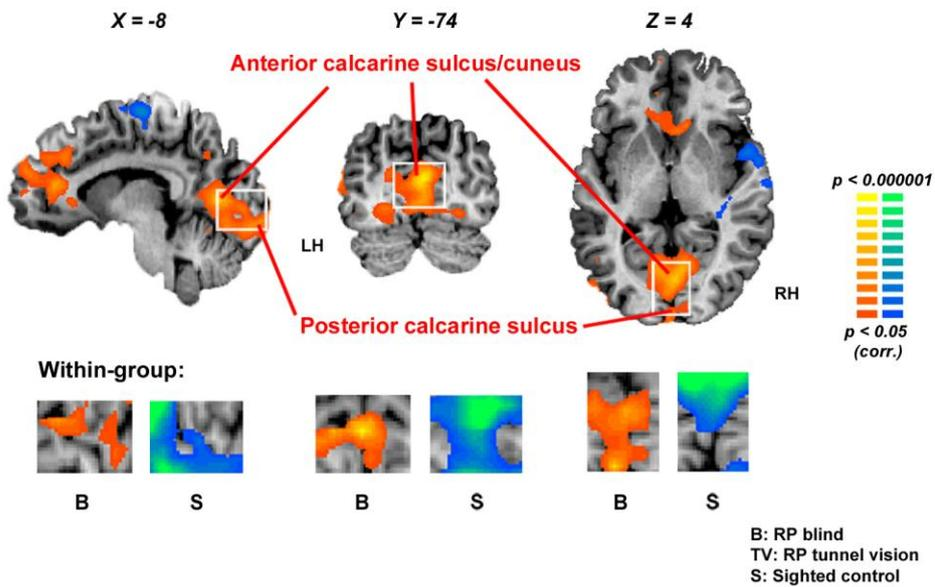 X = -8
Y = -74
Z = 4
Anterior calcarine sulcus/cuneus
p < 0.000001
LH
RH
Posterior calcarine sulcus
p < 0.05
(corr.)
Within-group:
B
S
B
S
B
S
B: RP blind
TV: RP tunnel vision
S: Sighted control